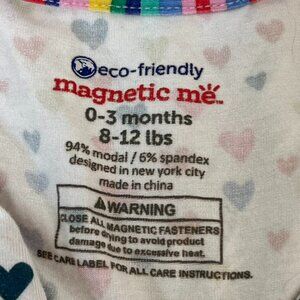 eco-friendly
magnetic me™
0-3 months
8-12 lbs
94% modal / 6% spandex
designed in new york city
made in china
WARNING
CLOSE ALL MAGNETIC FASTENERS
before drying to avoid product
damage due to excessive heat.
SEE CARE LABEL FOR ALL CARE INSTRUCTIONS.